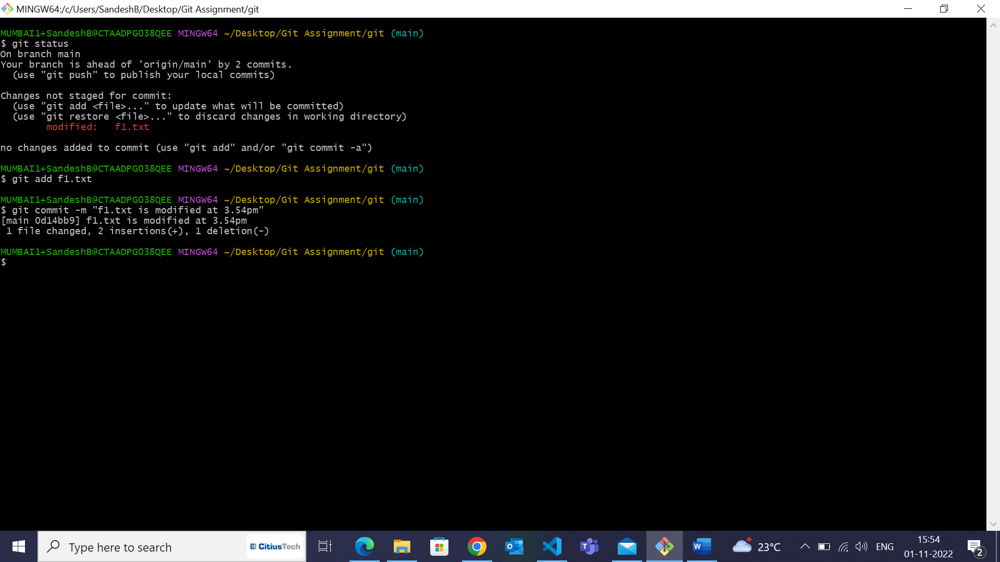 MINGW64:/c/Users/SandeshB/Desktop/Git Assignment/git
MUMBAI1+SandeshB@CTAADPG038QEE MINGW64 ~/Desktop/Git Assignment/git (main)
$ git status
On branch main
Your branch is ahead of 'origin/main' by 2 commits.
  (use "git push" to publish your local commits)
Changes not staged for commit:
  (use "git add <file>..." to update what will be committed)
  (use "git restore <file>..." to discard changes in working directory)
        modified:   f1.txt
no changes added to commit (use "git add" and/or "git commit -a")
MUMBAI1+SandeshB@CTAADPG038QEE MINGW64 ~/Desktop/Git Assignment/git (main)
$ git add f1.txt
MUMBAI1+SandeshB@CTAADPG038QEE MINGW64 ~/Desktop/Git Assignment/git (main)
$ git commit -m "f1.txt is modified at 3.54pm"
[main 0d14bb9] f1.txt is modified at 3.54pm
 1 file changed, 2 insertions(+), 1 deletion(-)
MUMBAI1+SandeshB@CTAADPG038QEE MINGW64 ~/Desktop/Git Assignment/git (main)
$
Type here to search
CitiusTech
23°C
ENG
15:54
01-11-2022
2